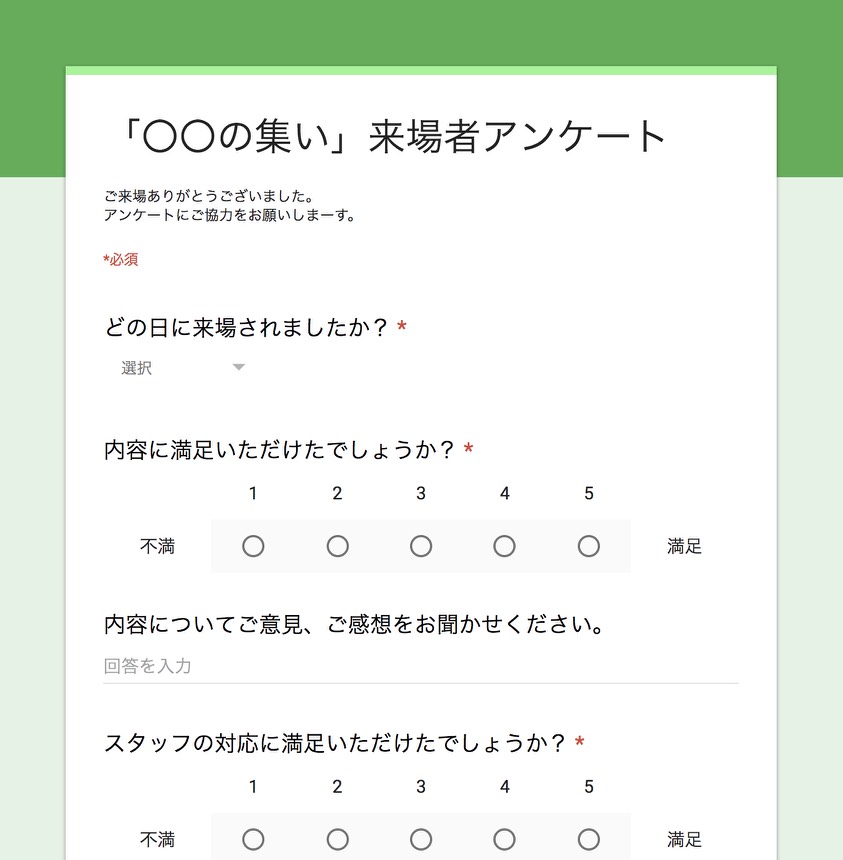 「〇〇の集い」来場者アンケート
ご来場ありがとうございました。
アンケートにご協力をお願いしまーす。
*必須
どの日に来場されましたか？ *
選択
内容に満足いただけたでしょうか？ *
1 2 3 4 5
不満 満足
内容についてご意見、ご感想をお聞かせください。
回答を入力
スタッフの対応に満足いただけたでしょうか？ *
1 2 3 4 5
不満 満足